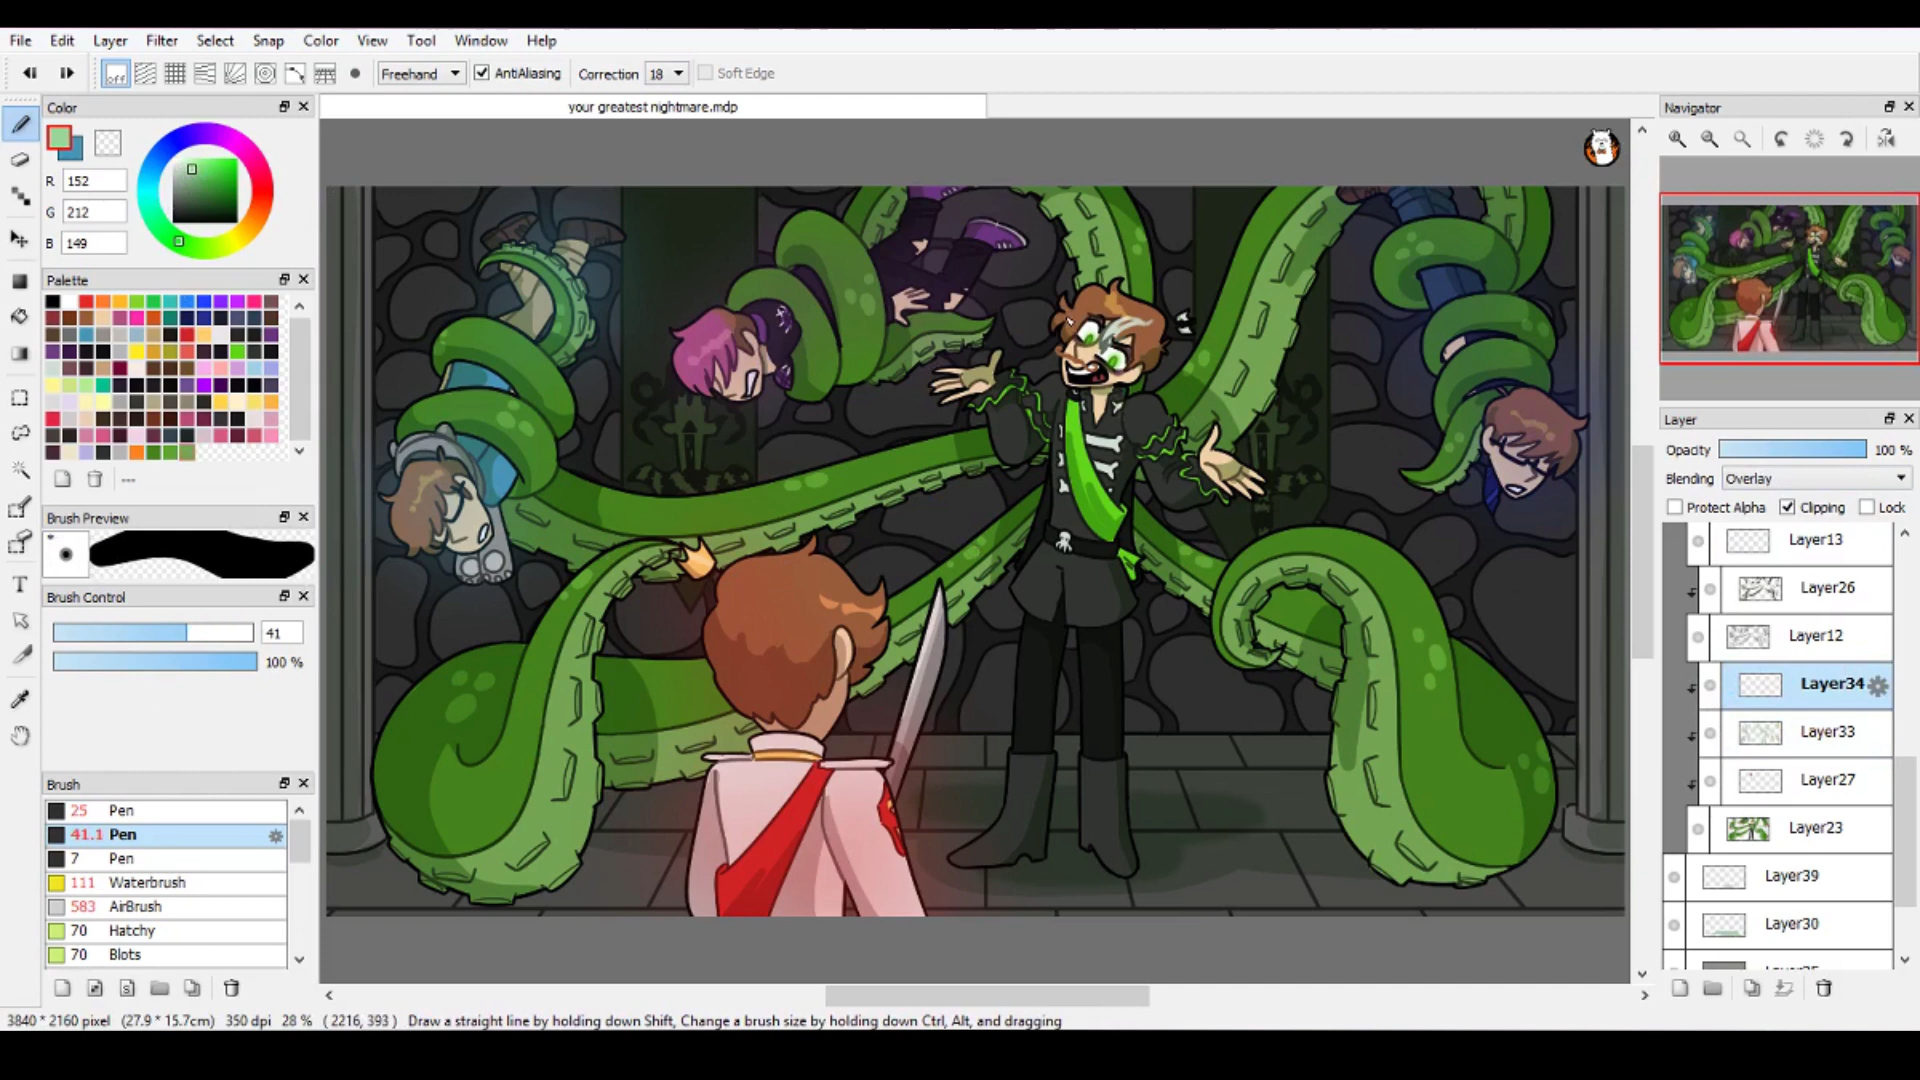 File Edit Layer Filter Select Snap Color View Tool Window Help
off Freehand AntiAliasing Correction 18 Soft Edge
Color
your greatest nightmare.mdp
Navigator
R 152
G 212
B 149
Palette
---
Brush Preview
Brush Control
41
100 %
Brush
25 Pen
41.1 Pen
7 Pen
111 Waterbrush
583 AirBrush
70 Hatchy
70 Blots
Layer
Opacity 100 %
Blending Overlay
Protect Alpha Clipping Lock
Layer13
Layer26
Layer12
Layer34
Layer33
Layer27
Layer23
Layer39
Layer30
3840 * 2160 pixel (27.9 * 15.7cm) 350 dpi 28 % ( 2216, 393 ) Draw a straight line by holding down Shift, Change a brush size by holding down Ctrl, Alt, and dragging